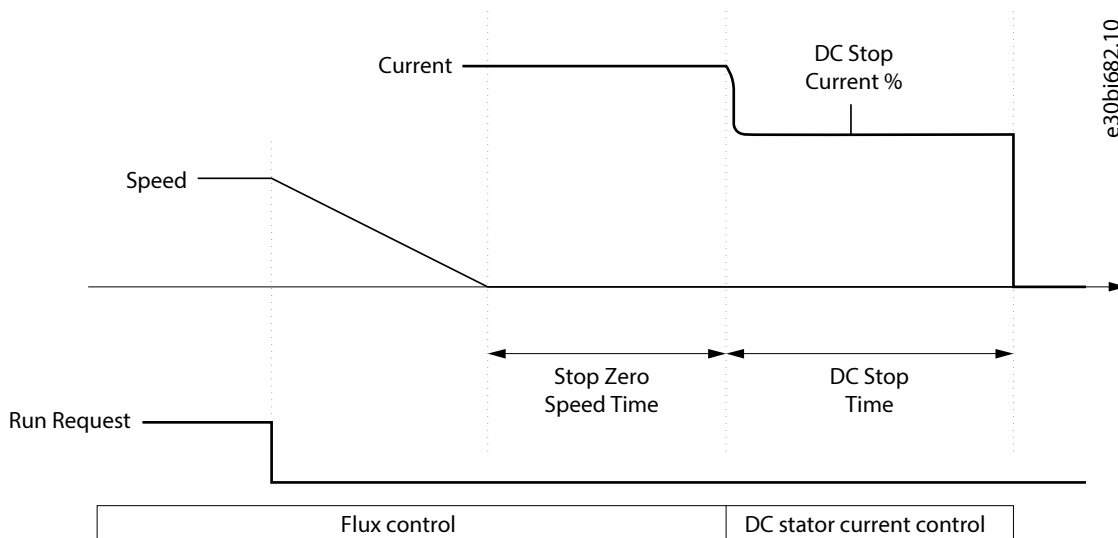 Current
DC Stop
Current %
e30bi682.10
Speed
Stop Zero
Speed Time
DC Stop
Time
Run Request
Flux control
DC stator current control